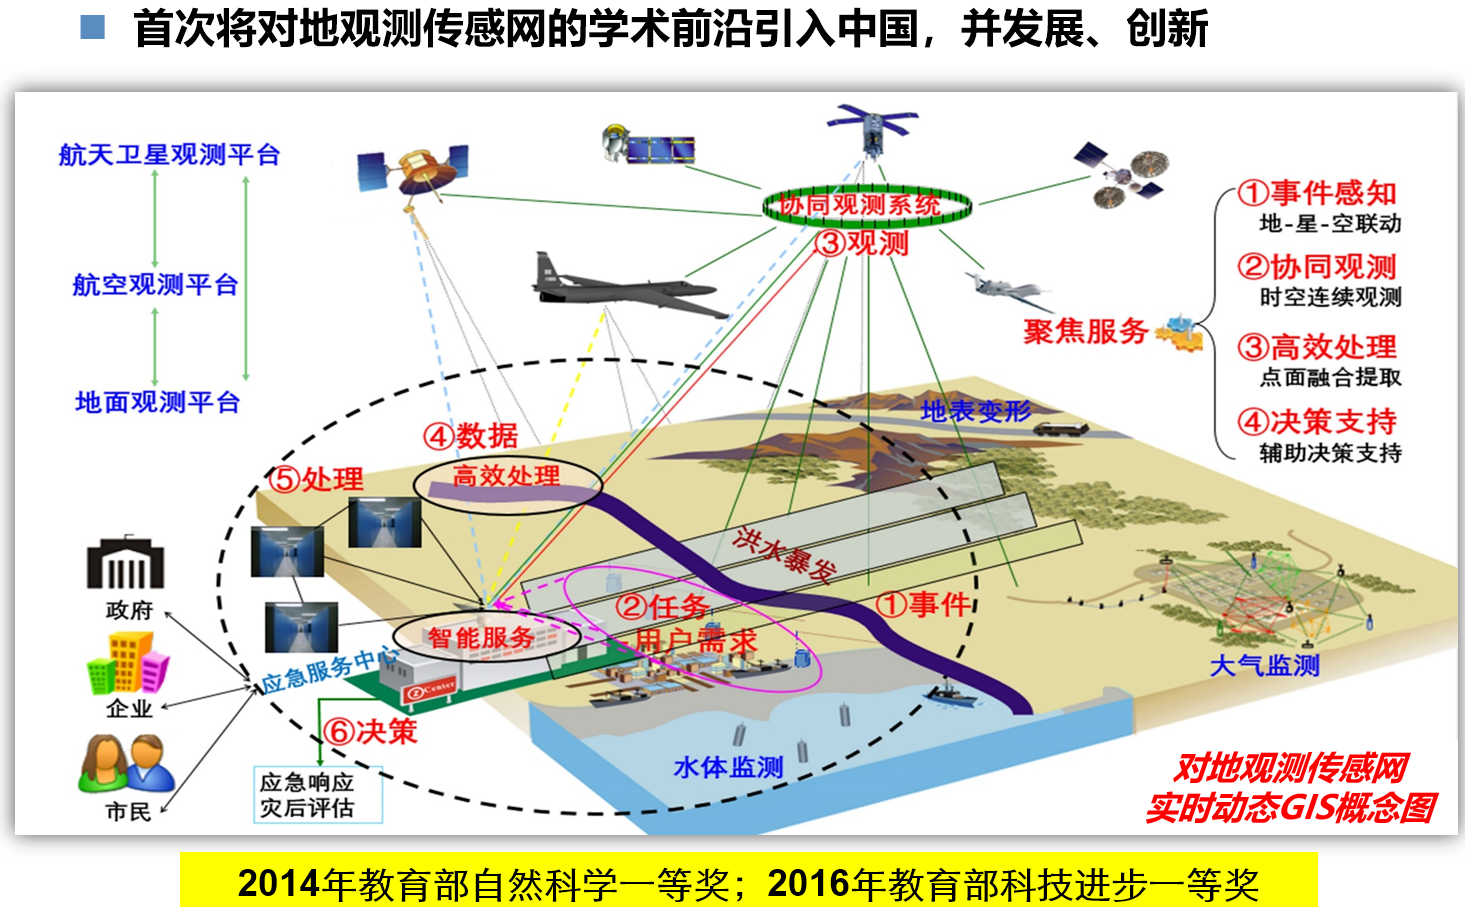 首次将对地观测传感网的学术前沿引入中国，并发展、创新
航天卫星观测平台
航空观测平台
地面观测平台
协同观测系统
③观测
聚焦服务
①事件感知
地-星-空联动
②协同观测
时空连续观测
③高效处理
点面融合提取
④决策支持
辅助决策支持
地表变形
④数据
高效处理
⑤处理
洪水暴发
①事件
②任务
用户需求
智能服务
应急服务中心
Center
政府
企业
市民
⑥决策
应急响应
灾后评估
水体监测
大气监测
对地观测传感网
实时动态GIS概念图
2014年教育部自然科学一等奖；2016年教育部科技进步一等奖